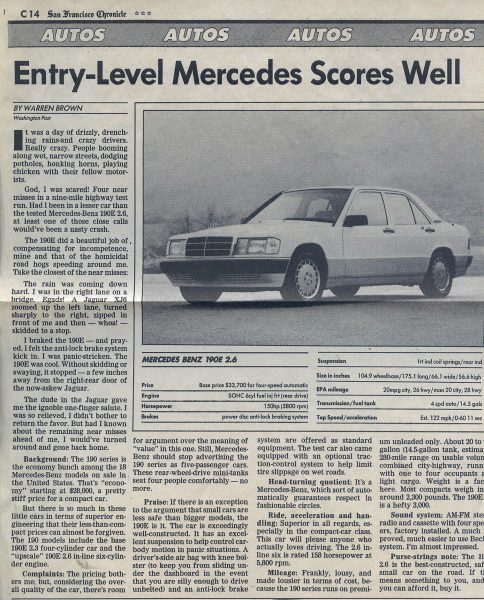 C14 San Francisco Chronicle ★★★
AUTOS AUTOS AUTOS AUTOS
Entry-Level Mercedes Scores Well
BY WARREN BROWN
Washington Post
It was a day of drizzly, drench-
ing rains and crazy drivers.
Really crazy. People booming
along wet, narrow streets, dodging
potholes, honking horns, playing
chicken with their fellow motor-
ists.
God, I was scared! Four near
misses in a nine-mile highway test
run. Had I been in a lesser car than
the tested Mercedes-Benz 190E 2.6,
at least one of those close calls
would've been a nasty crash.
The 190E did a beautiful job of
compensating for incompetence,
mine and that of the homicidal
road hogs speeding around me.
Take the closest of the near misses:
The rain was coming down
hard. I was in the right lane on a
bridge. Egads! A Jaguar XJ6
zoomed up the left lane, turned
sharply to the right, zipped in
front of me and then — whoa! —
skidded to a stop.
I braked the 190E — and pray-
ed. I felt the anti-lock brake system
kick in. I was panic-stricken. The
190E was cool. Without skidding or
swaying, it stopped — a few inches
away from the right-rear door of
the now-askew Jaguar.
The dude in the Jaguar gave
me the ignoble one-finger salute. I
was so relieved, I didn't bother to
return the favor. But had I known
about the remaining near misses
ahead of me, I would've turned
around and gone back home.
Background: The 190 series is
the economy bunch among the 18
Mercedes-Benz models on sale in
the United States. That's "econo-
my" starting at $28,000, a pretty
stiff price for a compact car.
But there is so much in these
little cars in terms of superior en-
gineering that their less-than-com-
pact prices can almost be forgiven.
The 190 models include the base
190E 2.3 four-cylinder car and the
"upscale" 190E 2.6 in-line six-cylin-
der engine.
Complaints: The pricing both-
ers me; but, considering the over-
all quality of the car, there's room
MERCEDES BENZ 190E 2.6
Price Base price $33,700 for four-speed automatic
Engine SOHC 6cyl fuel inj frt (rear drive)
Horsepower 158hp (5800 rpm)
Brakes power disc anti-lock braking system
Suspension frt ind coil springs/rear ind
Size in inches 104.9 wheelbase/175.1 long/66.1 wide/56.6 high
EPA mileage 20mpg city, 26 hwy/man 20 city, 28 hwy
Transmission/fuel tank 4 spd auto/14.5 gals
Top Speed/acceleration Est. 122 mph/0-60 11 sec
for argument over the meaning of
"value" in this one. Still, Mercedes-
Benz should stop advertising the
190 series as five-passenger cars.
These rear-wheel-drive mini-tanks
seat four people comfortably — no
more.
Praise: If there is an exception
to the argument that small cars are
less safe than bigger models, the
190E is it. The car is exceedingly
well-constructed. It has an excel-
lent suspension to help control car-
body motion in panic situations. A
driver's-side air bag with knee bol-
ster (to keep you from sliding un-
der the dashboard in the event
that you are silly enough to drive
unbelted) and an anti-lock brake
system are offered as standard
equipment. The test car also came
equipped with an optional trac-
tion-control system to help limit
tire slippage on wet roads.
Head-turning quotient: It's a
Mercedes-Benz, which sort of auto-
matically guarantees respect in
fashionable circles.
Ride, acceleration and han-
dling: Superior in all regards, es-
pecially in the compact-car class.
This car will please anyone who
actually loves driving. The 2.6 in-
line six is rated 158 horsepower at
5,800 rpm.
Mileage: Frankly, lousy, and
made lousier in terms of cost, be-
cause the 190 series runs on premi-
um unleaded only. About 20 to
gallon (14.5-gallon tank, estima
280-mile range on usable volum
combined city-highway, runn
with one to four occupants a
light cargo. Weight is a fact
here. Most compacts weigh in
around 2,300 pounds. The 190E
is a hefty 3,000.
Sound system: AM-FM ste
radio and cassette with four spea
ers, factory installed. A much
proved, much easier to use Beck
system. I'm almost impressed.
Purse-strings note: The 19
2.6 is the best-constructed, saf
small car on the road. If th
means something to you, and
you can afford it, buy it.